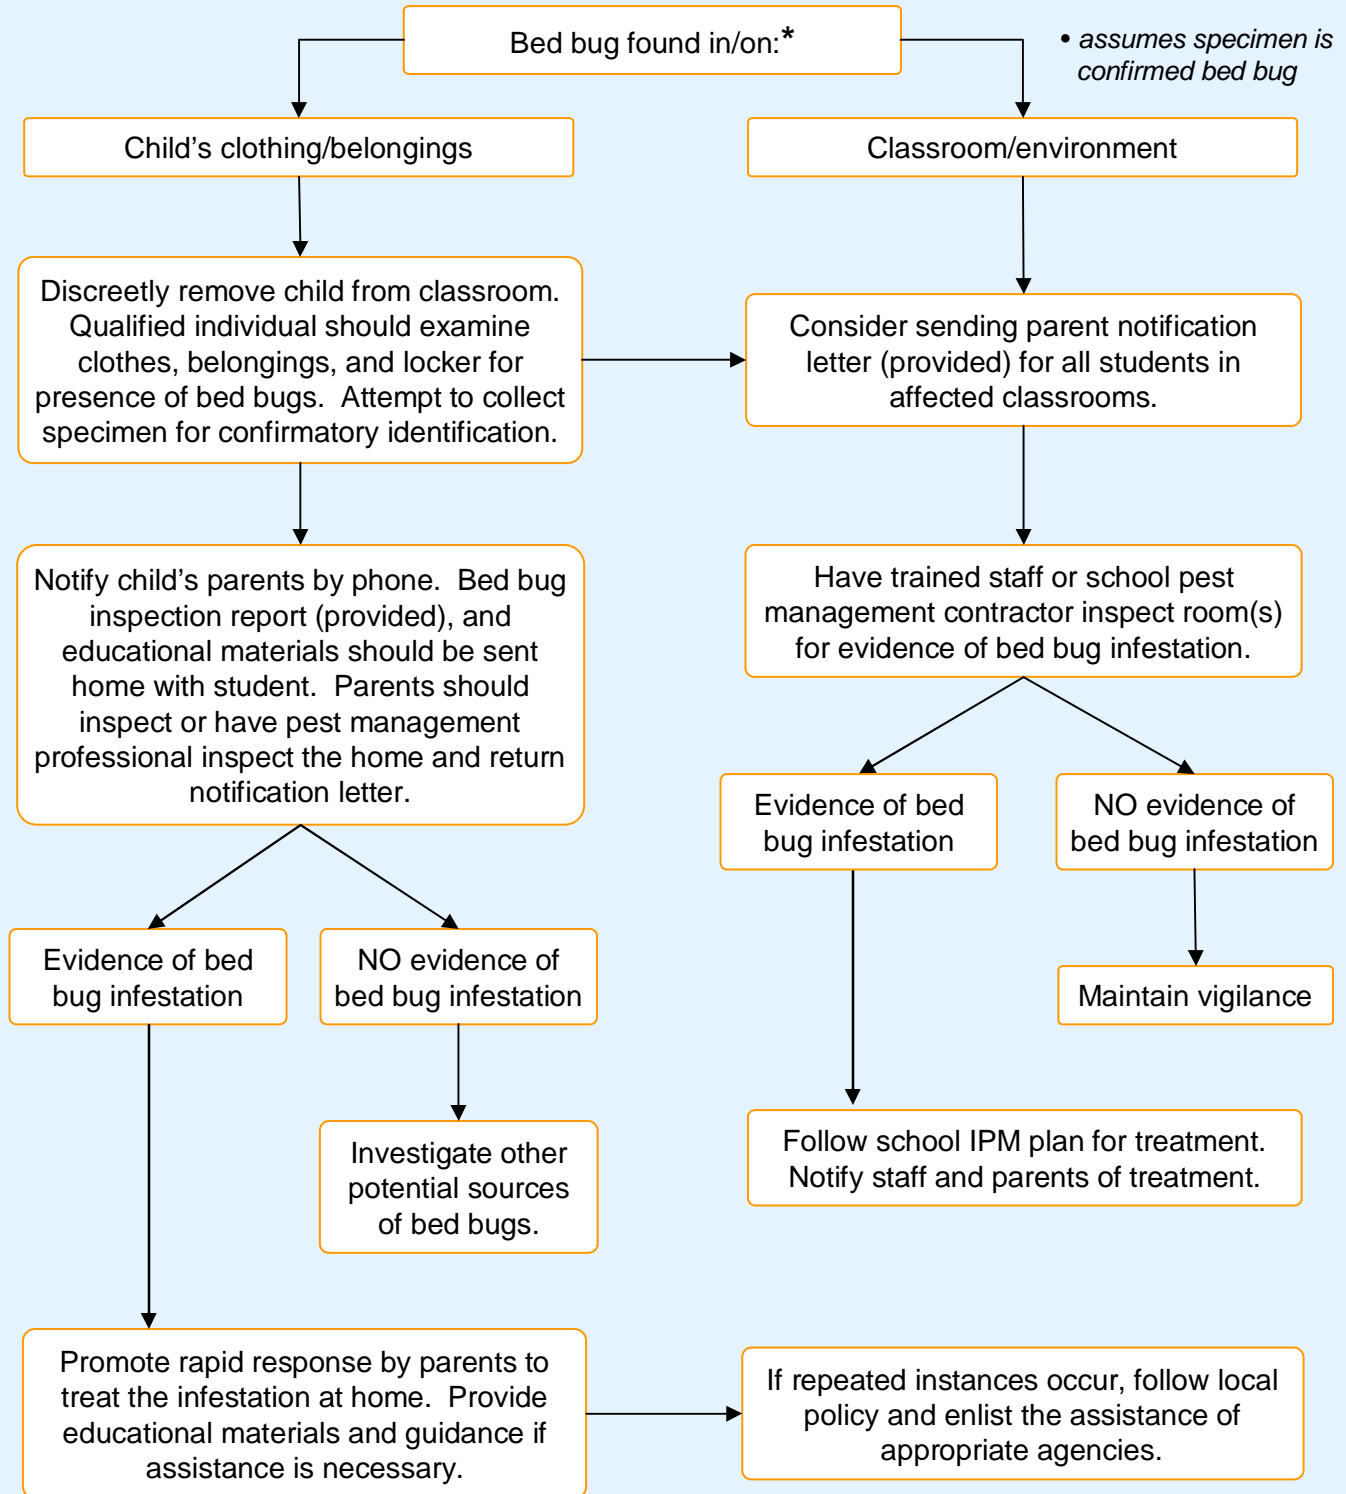 Bed bug found in/on:*
• assumes specimen is
confirmed bed bug
Child's clothing/belongings
Classroom/environment
Discreetly remove child from classroom.
Qualified individual should examine
clothes, belongings, and locker for
presence of bed bugs. Attempt to collect
specimen for confirmatory identification.
Consider sending parent notification
letter (provided) for all students in
affected classrooms.
Notify child's parents by phone. Bed bug
inspection report (provided), and
educational materials should be sent
home with student. Parents should
inspect or have pest management
professional inspect the home and return
notification letter.
Have trained staff or school pest
management contractor inspect room(s)
for evidence of bed bug infestation.
Evidence of bed
bug infestation
NO evidence of
bed bug infestation
Evidence of bed
bug infestation
NO evidence of
bed bug infestation
Maintain vigilance
Investigate other
potential sources
of bed bugs.
Follow school IPM plan for treatment.
Notify staff and parents of treatment.
Promote rapid response by parents to
treat the infestation at home. Provide
educational materials and guidance if
assistance is necessary.
If repeated instances occur, follow local
policy and enlist the assistance of
appropriate agencies.